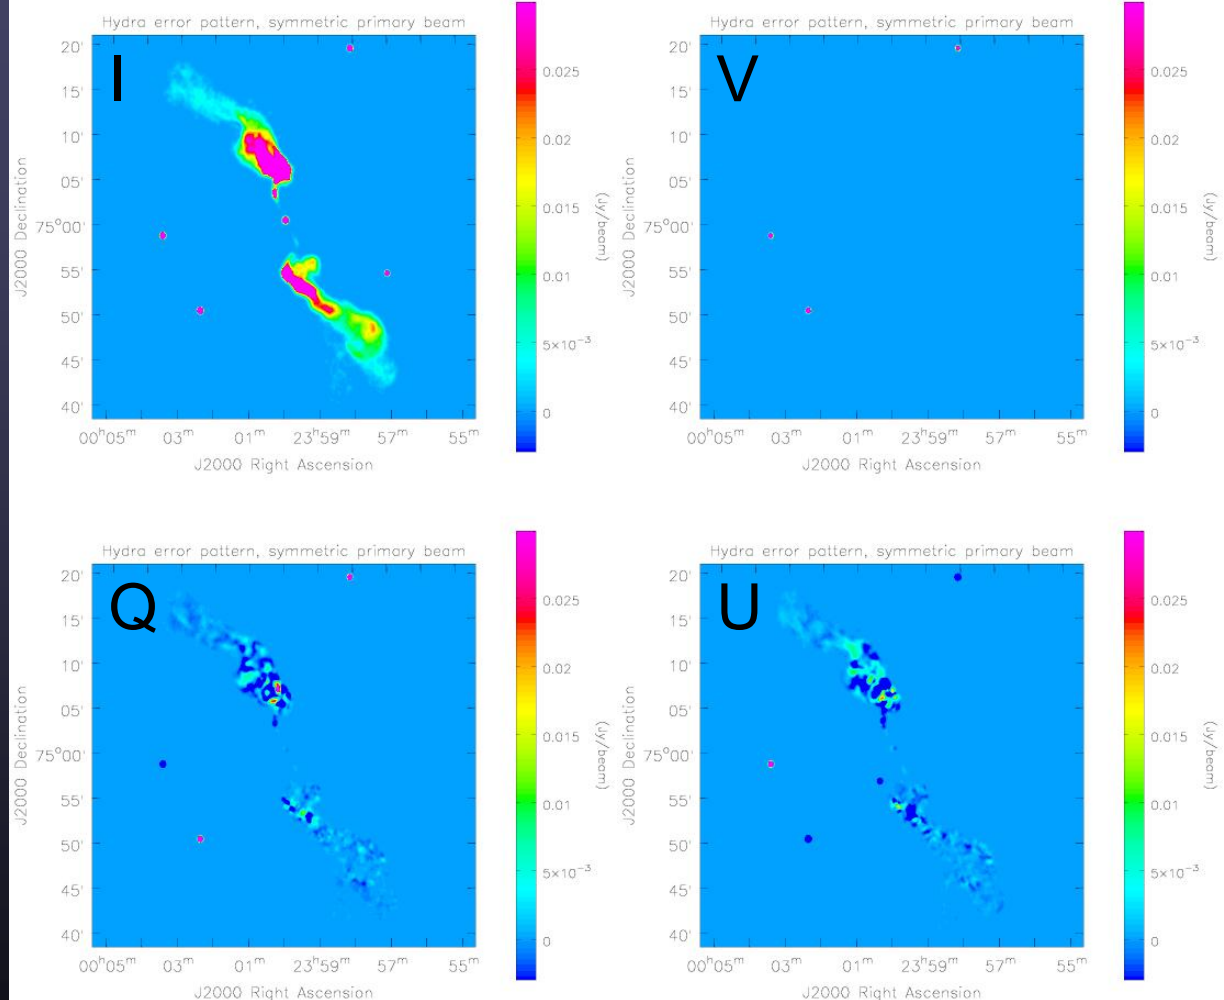 Hydra error pattern, symmetric primary beam
I
20'
15'
10'
05'
75°00'
55'
50'
45'
40'
J2000 Declination
00ʰ05ᵐ 03ᵐ 01ᵐ 23ʰ59ᵐ 57ᵐ 55ᵐ
J2000 Right Ascension
0.025
0.02
0.015
0.01
5×10⁻³
0
(Jy/beam)
Hydra error pattern, symmetric primary beam
V
20'
15'
10'
05'
75°00'
55'
50'
45'
40'
J2000 Declination
00ʰ05ᵐ 03ᵐ 01ᵐ 23ʰ59ᵐ 57ᵐ 55ᵐ
J2000 Right Ascension
0.025
0.02
0.015
0.01
5×10⁻³
0
(Jy/beam)
Hydra error pattern, symmetric primary beam
Q
20'
15'
10'
05'
75°00'
55'
50'
45'
40'
J2000 Declination
00ʰ05ᵐ 03ᵐ 01ᵐ 23ʰ59ᵐ 57ᵐ 55ᵐ
J2000 Right Ascension
0.025
0.02
0.015
0.01
5×10⁻³
0
(Jy/beam)
Hydra error pattern, symmetric primary beam
U
20'
15'
10'
05'
75°00'
55'
50'
45'
40'
J2000 Declination
00ʰ05ᵐ 03ᵐ 01ᵐ 23ʰ59ᵐ 57ᵐ 55ᵐ
J2000 Right Ascension
0.025
0.02
0.015
0.01
5×10⁻³
0
(Jy/beam)